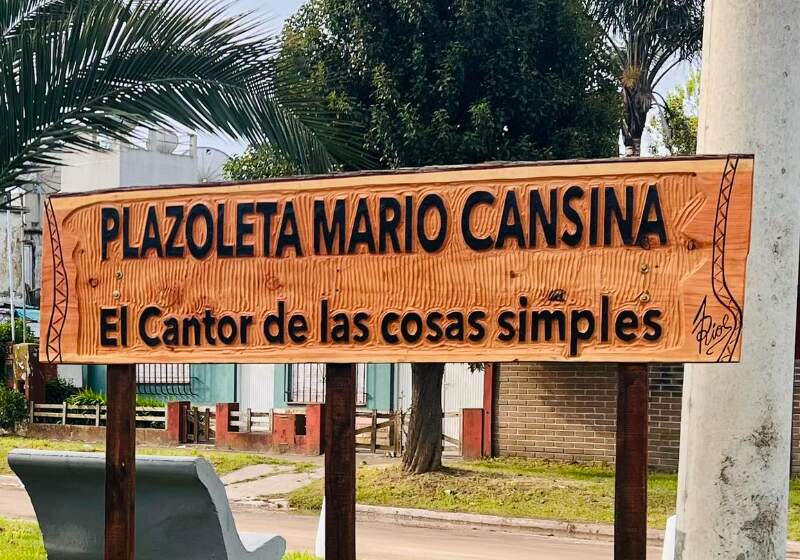 PLAZOLETA MARIO CANSINA
El Cantor de las cosas simples
Rios